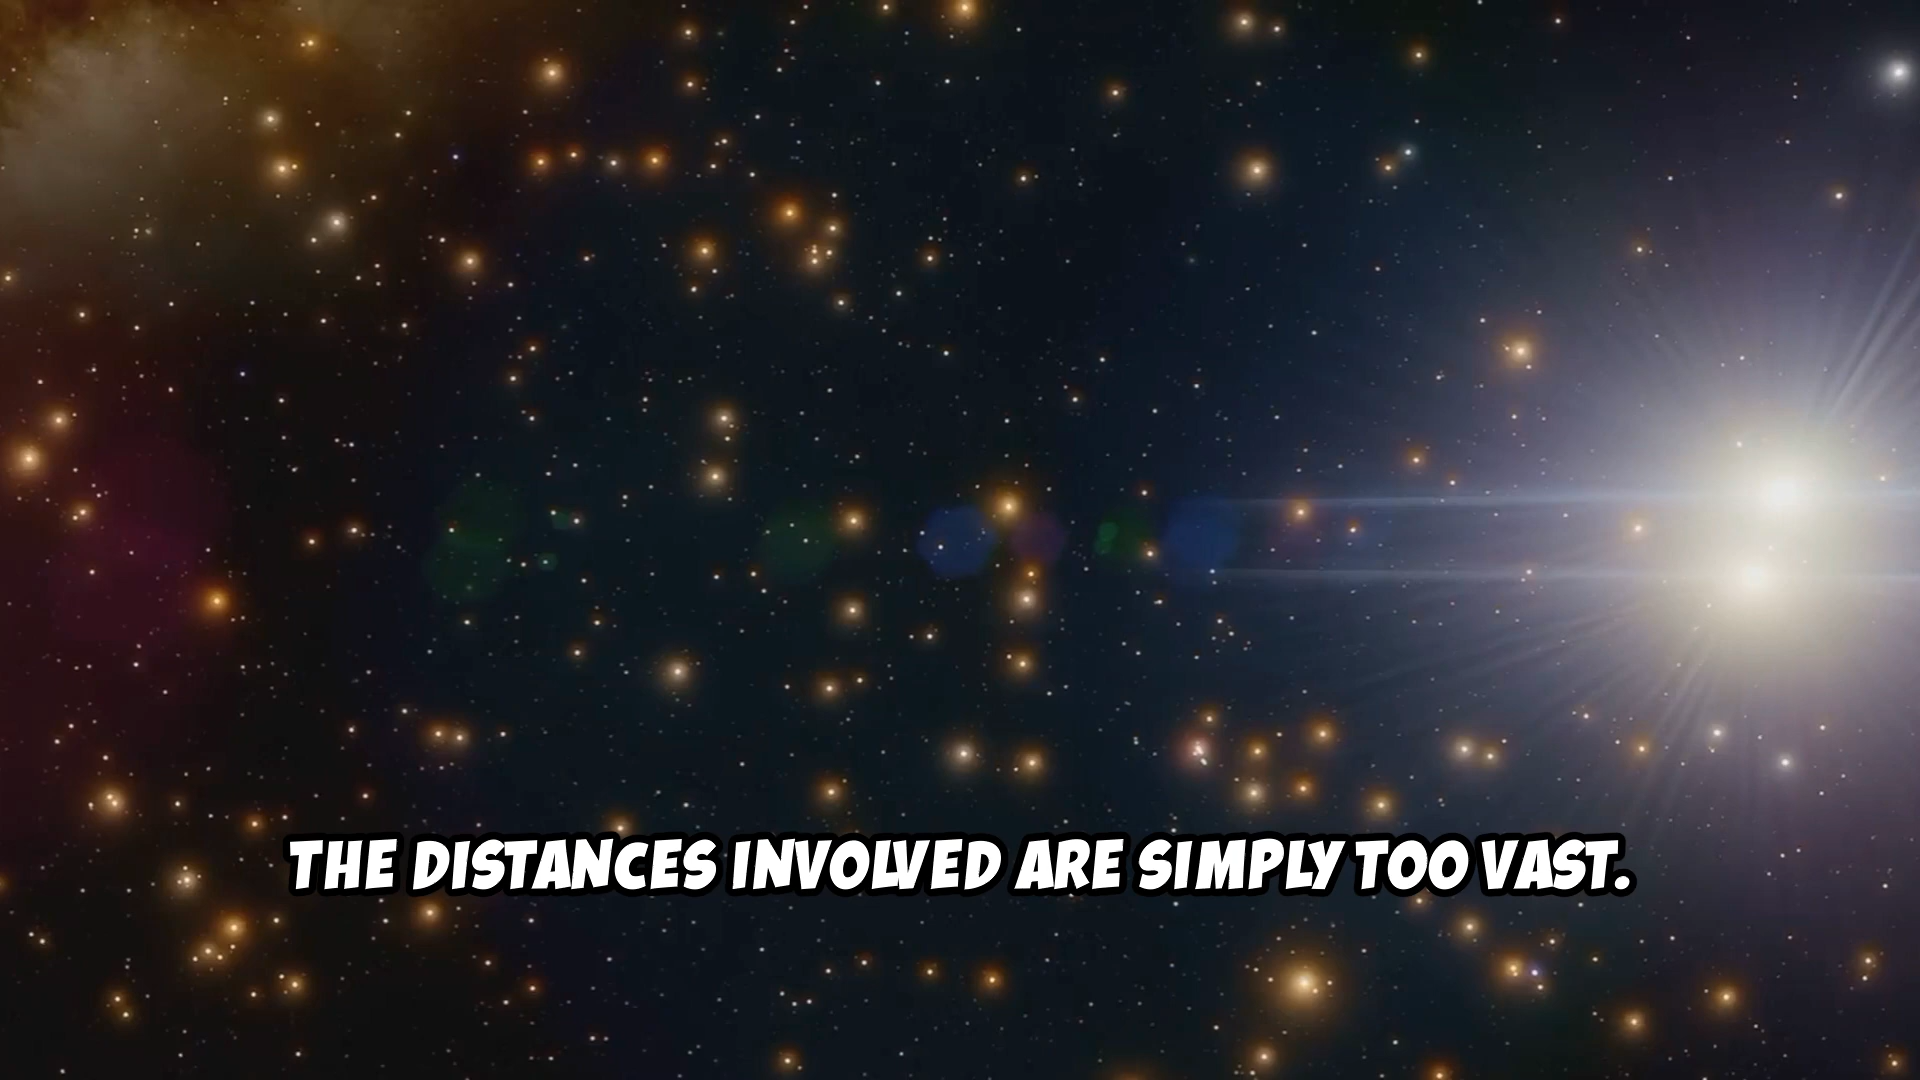 THE DISTANCES INVOLVED ARE SIMPLY TOO VAST.